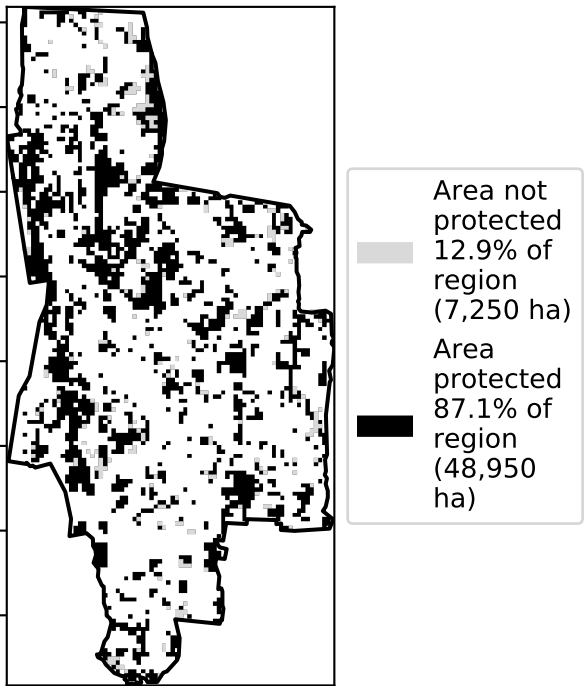 Area not
protected
12.9% of
region
(7,250 ha)
Area
protected
87.1% of
region
(48,950
ha)